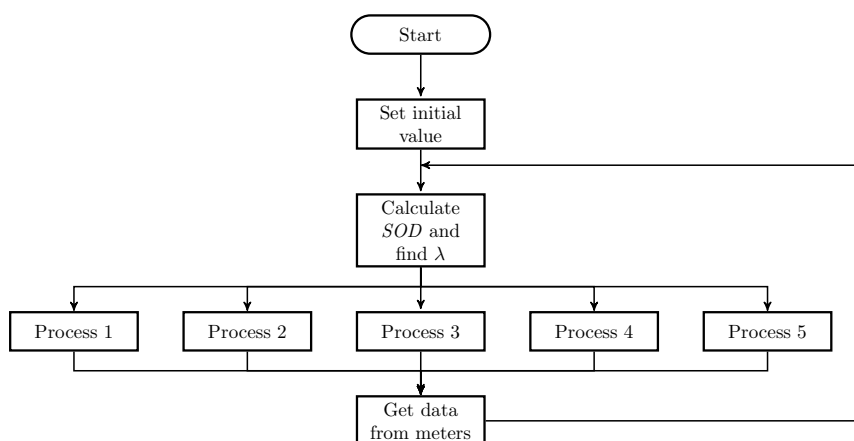 Start
Set initial
value
Calculate
SOD and
find λ
Process 1
Process 2
Process 3
Process 4
Process 5
Get data
from meters